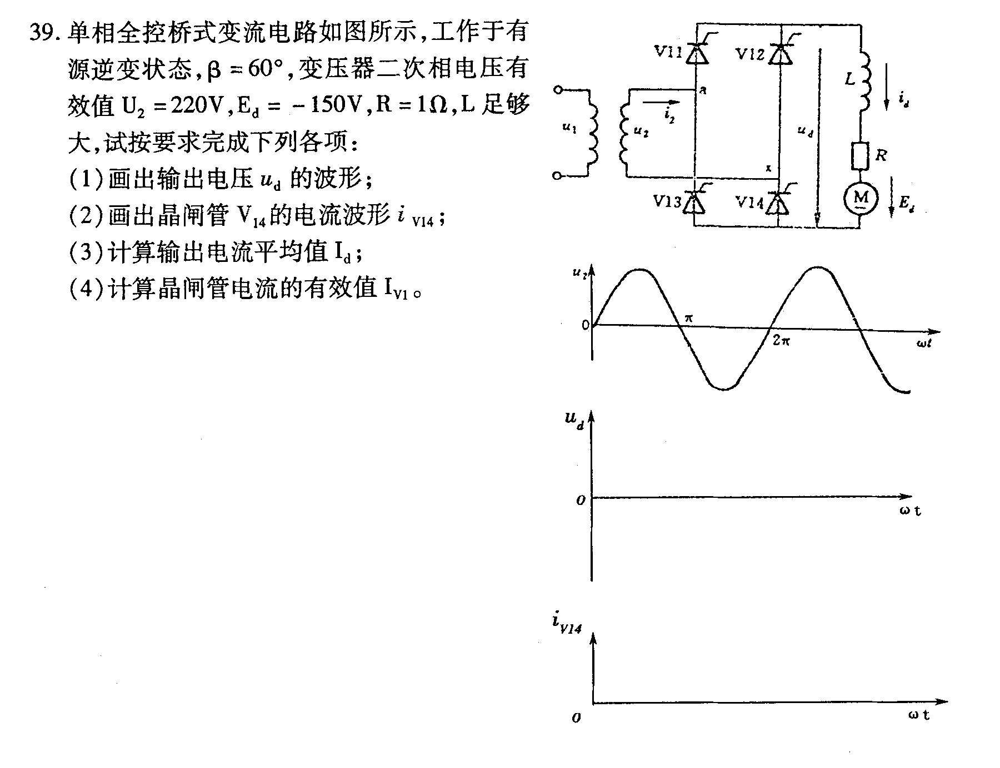 39. 单相全控桥式变流电路如图所示,工作于有
源逆变状态,β = 60°,变压器二次相电压有
效值 U₂ = 220V,E_d = - 150V,R = 1Ω,L 足够
大,试按要求完成下列各项:
(1)画出输出电压 u_d 的波形;
(2)画出晶闸管 V₁₄的电流波形 i_V14;
(3)计算输出电流平均值 I_d;
(4)计算晶闸管电流的有效值 I_V1。
V11
V12
L
i_d
a
i₂
u₁
u₂
u_d
R
x
V13
V14
M
E_d
u₂
0
π
2π
ωt
u_d
0
ωt
i_V14
0
ωt